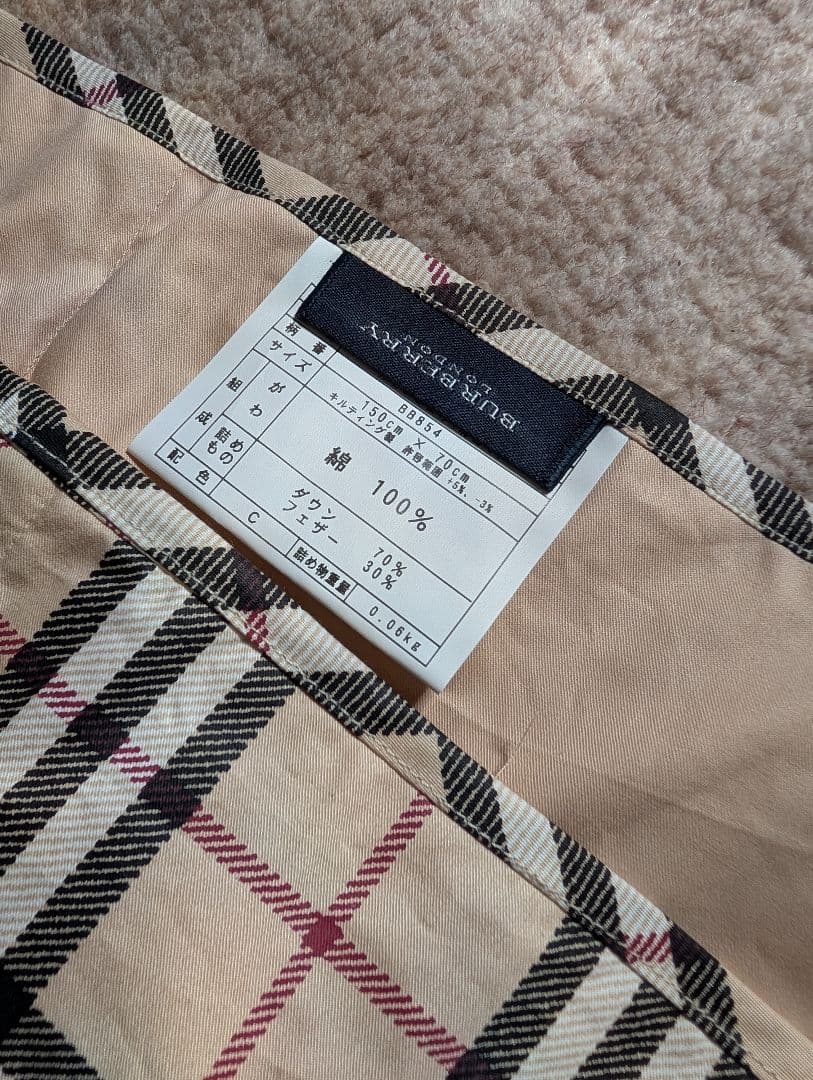 BURBERRY
LONDON
柄番 BB854
サイズ 150cm × 70cm
キルティング製 許容範囲 +5%、-3%
組成 がわ 綿 100%
詰めもの ダウン 70%
フェザー 30%
配色 C 詰め物重量 0.06kg